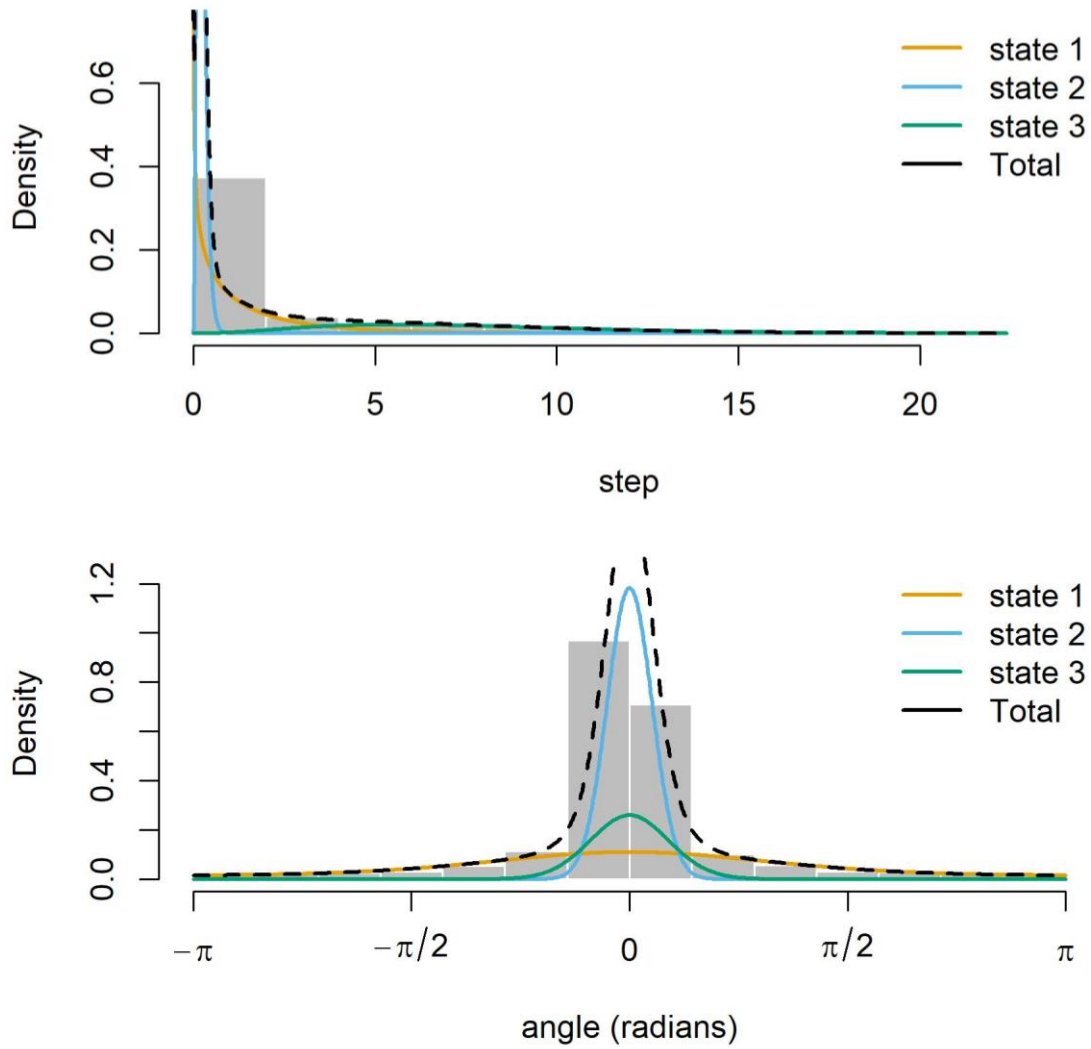 Density
0.0
0.2
0.4
0.6
state 1
state 2
state 3
Total
0
5
10
15
20
step
Density
0.0
0.4
0.8
1.2
state 1
state 2
state 3
Total
−π
−π/2
0
π/2
π
angle (radians)